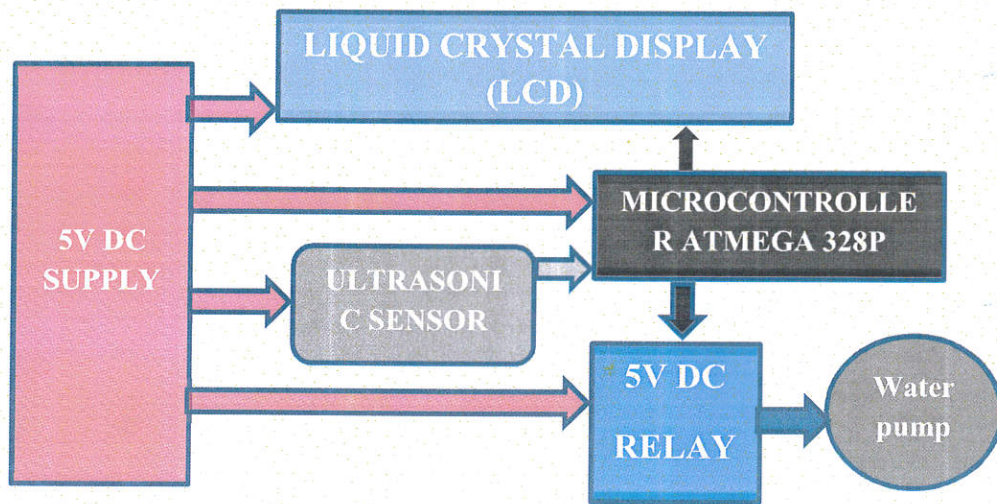 LIQUID CRYSTAL DISPLAY
(LCD)
5V DC
SUPPLY
MICROCONTROLLE
R ATMEGA 328P
ULTRASONI
C SENSOR
5V DC
RELAY
Water
pump